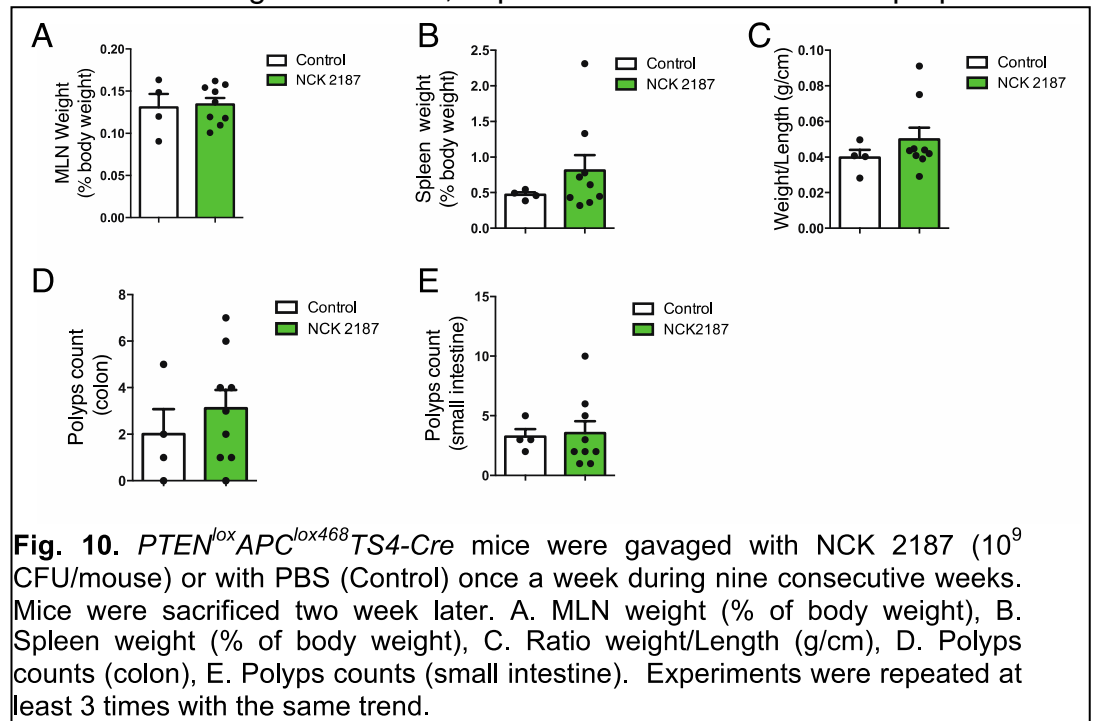 A
B
C
0.20
0.15
0.10
0.05
0.00
MLN Weight
(% body weight)
Control
NCK 2187
2.5
2.0
1.5
1.0
0.5
0.0
Spleen weight
(% body weight)
Control
NCK 2187
0.10
0.08
0.06
0.04
0.02
0.00
Weight/Length (g/cm)
Control
NCK 2187
D
E
8
6
4
2
0
Polyps count
(colon)
Control
NCK 2187
15
10
5
0
Polyps count
(small intestine)
Control
NCK2187
Fig. 10. PTENloxAPClox468TS4-Cre mice were gavaged with NCK 2187 (10⁹
CFU/mouse) or with PBS (Control) once a week during nine consecutive weeks.
Mice were sacrificed two week later. A. MLN weight (% of body weight), B.
Spleen weight (% of body weight), C. Ratio weight/Length (g/cm), D. Polyps
counts (colon), E. Polyps counts (small intestine). Experiments were repeated at
least 3 times with the same trend.